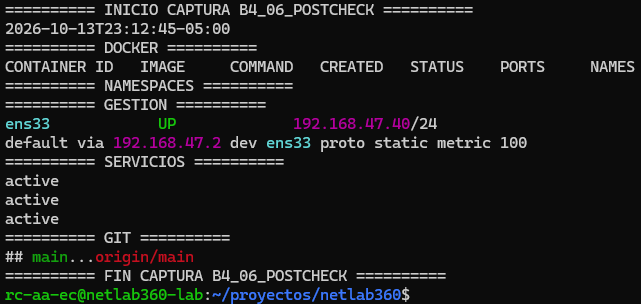 ========== INICIO CAPTURA B4_06_POSTCHECK ==========
2026-10-13T23:12:45-05:00
========== DOCKER ==========
CONTAINER ID   IMAGE     COMMAND   CREATED   STATUS    PORTS     NAMES
========== NAMESPACES ==========
========== GESTION ==========
ens33            UP             192.168.47.40/24
default via 192.168.47.2 dev ens33 proto static metric 100
========== SERVICIOS ==========
active
active
active
========== GIT ==========
## main...origin/main
========== FIN CAPTURA B4_06_POSTCHECK ==========
rc-aa-ec@netlab360-lab:~/proyectos/netlab360$